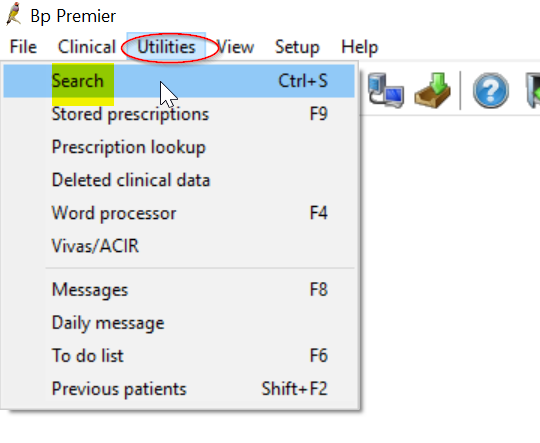 Bp Premier
File Clinical Utilities View Setup Help
Search Ctrl+S
Stored prescriptions F9
Prescription lookup
Deleted clinical data
Word processor F4
Vivas/ACIR
Messages F8
Daily message
To do list F6
Previous patients Shift+F2